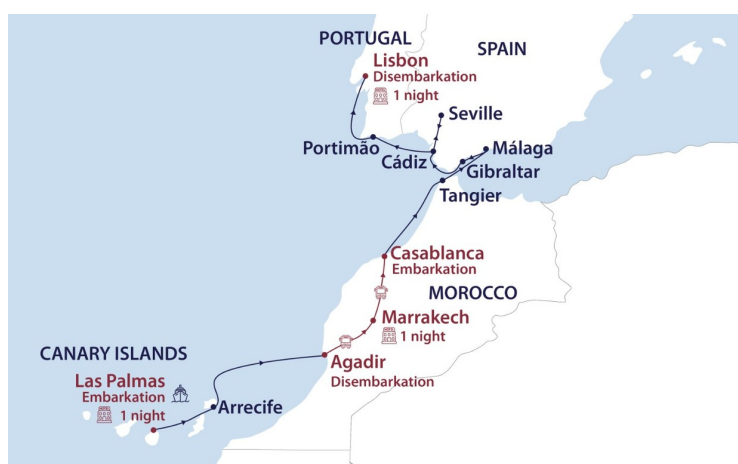 PORTUGAL
SPAIN
Lisbon
Disembarkation
1 night
Seville
Portimão
Cádiz
Málaga
Gibraltar
Tangier
Casablanca
Embarkation
MOROCCO
Marrakech
1 night
CANARY ISLANDS
Agadir
Disembarkation
Las Palmas
Embarkation
1 night
Arrecife